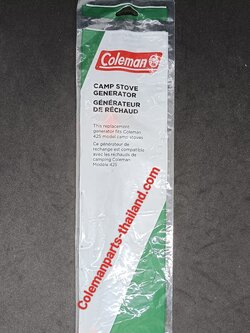 Coleman
CAMP STOVE
GENERATOR
GÉNÉRATEUR
DE RÉCHAUD
This replacement
generator fits Coleman
425 model camp stoves
Ce générateur de
rechange est compatible
avec les réchauds de
camping Coleman
Modèle 425
Colemanparts-thailand.com